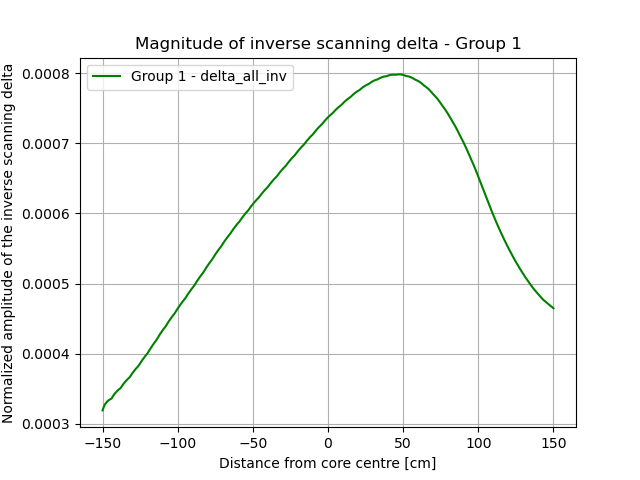 Magnitude of inverse scanning delta - Group 1
Group 1 - delta_all_inv
Normalized amplitude of the inverse scanning delta
0.0008
0.0007
0.0006
0.0005
0.0004
0.0003
−150 −100 −50 0 50 100 150
Distance from core centre [cm]